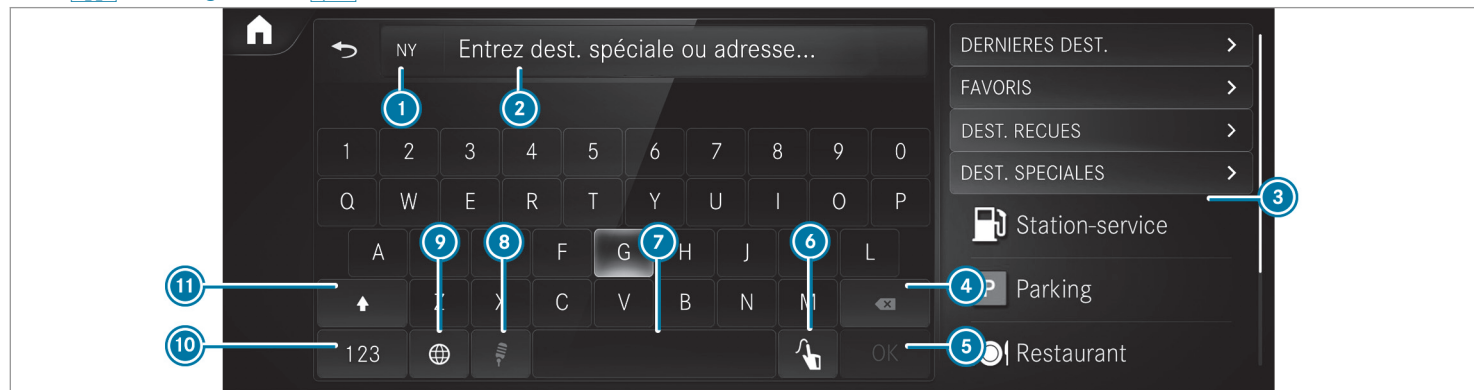 NY Entrez dest. spéciale ou adresse...
1 2
DERNIERES DEST.
FAVORIS
DEST. RECUES
DEST. SPECIALES
3
Station-service
Parking
Restaurant
1 2 3 4 5 6 7 8 9 0
Q W E R T Y U I O P
A F G H J L
9 8 7 6
11 Z X C V B N M 4
10 123 OK 5
P